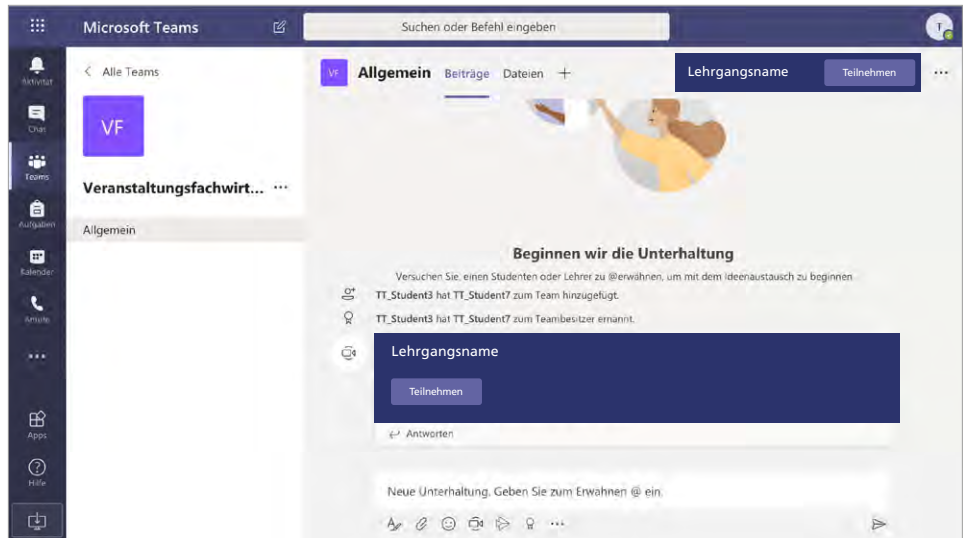 Microsoft Teams
Suchen oder Befehl eingeben
T
Aktivität
Chat
Teams
Aufgaben
Kalender
Anrufe
Apps
Hilfe
Alle Teams
VF
Veranstaltungsfachwirt...
Allgemein
VF Allgemein Beiträge Dateien
Lehrgangsname Teilnehmen
Beginnen wir die Unterhaltung
Versuchen Sie, einen Studenten oder Lehrer zu @erwähnen, um mit dem Ideenaustausch zu beginnen
TT_Student3 hat TT_Student7 zum Team hinzugefügt.
TT_Student3 hat TT_Student7 zum Teambesitzer ernannt.
Lehrgangsname
Teilnehmen
Antworten
Neue Unterhaltung. Geben Sie zum Erwähnen @ ein.